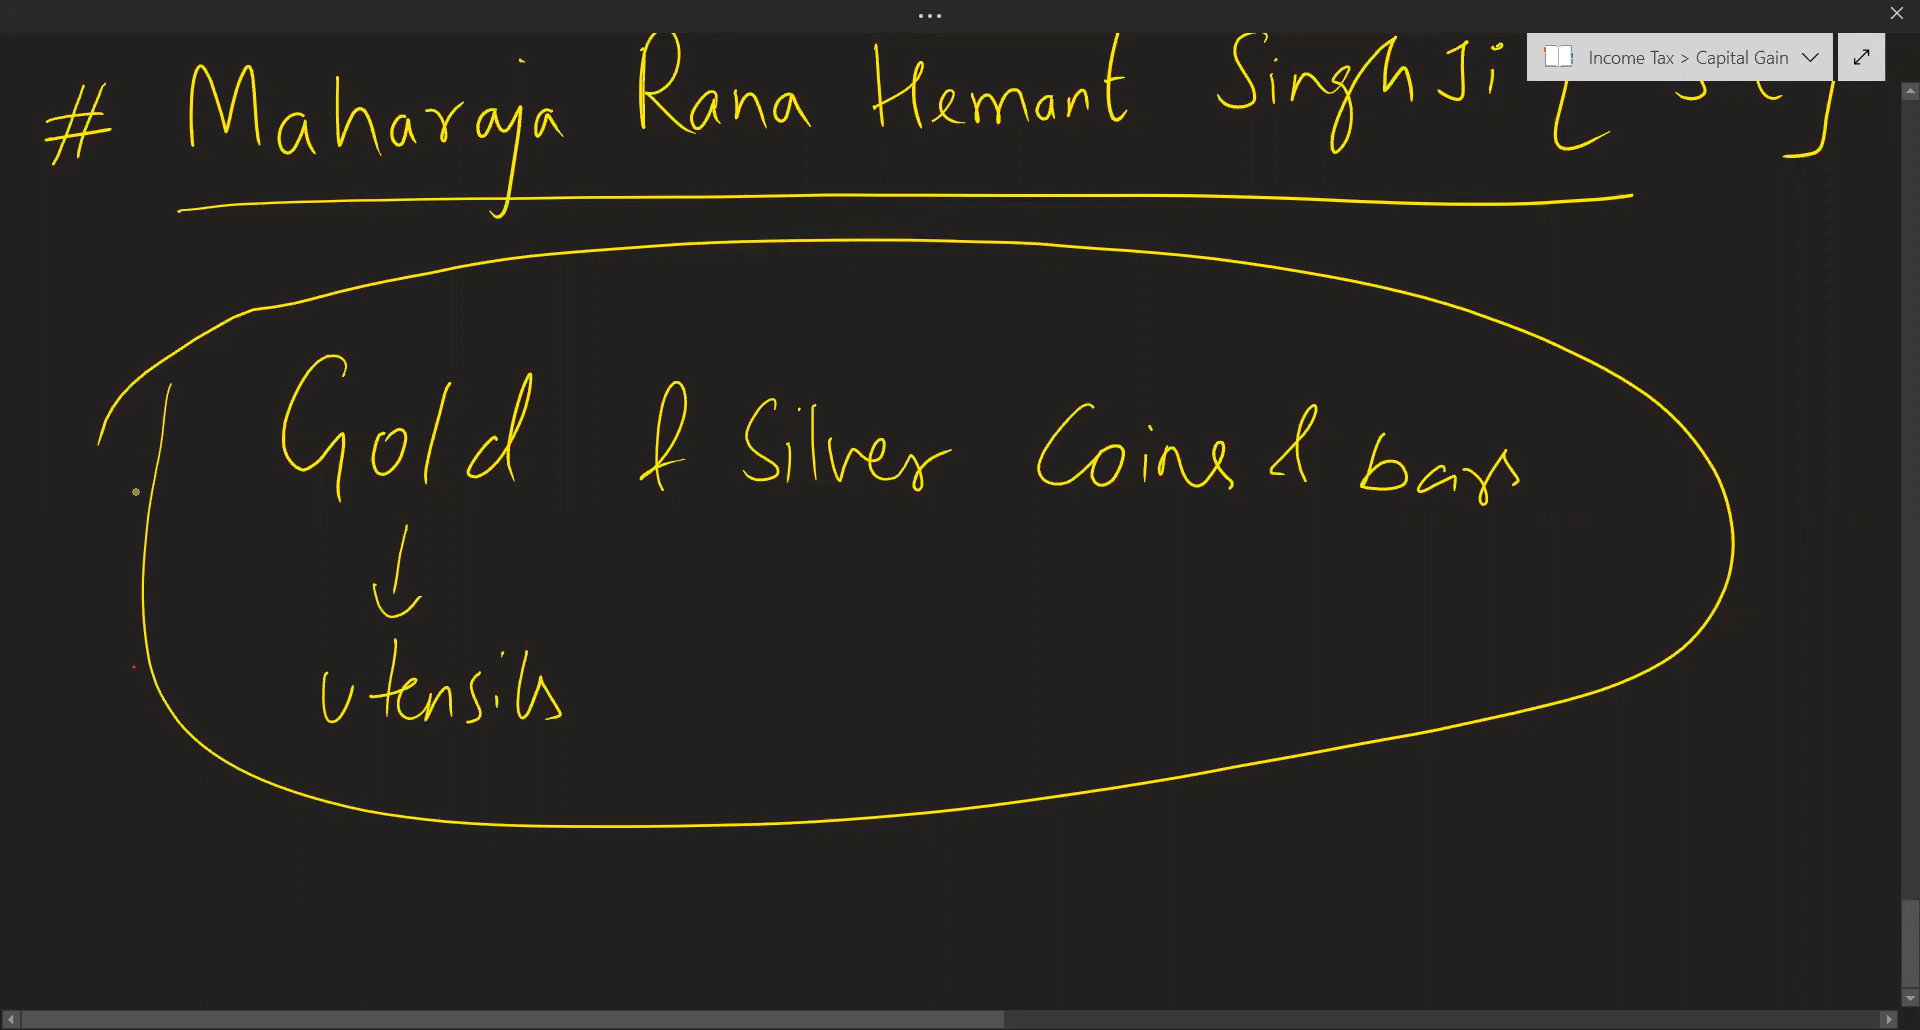 Income Tax > Capital Gain
# Maharaja Rana Hemant Singh Ji [
Gold & Silver Coins & bars
↓
utensils